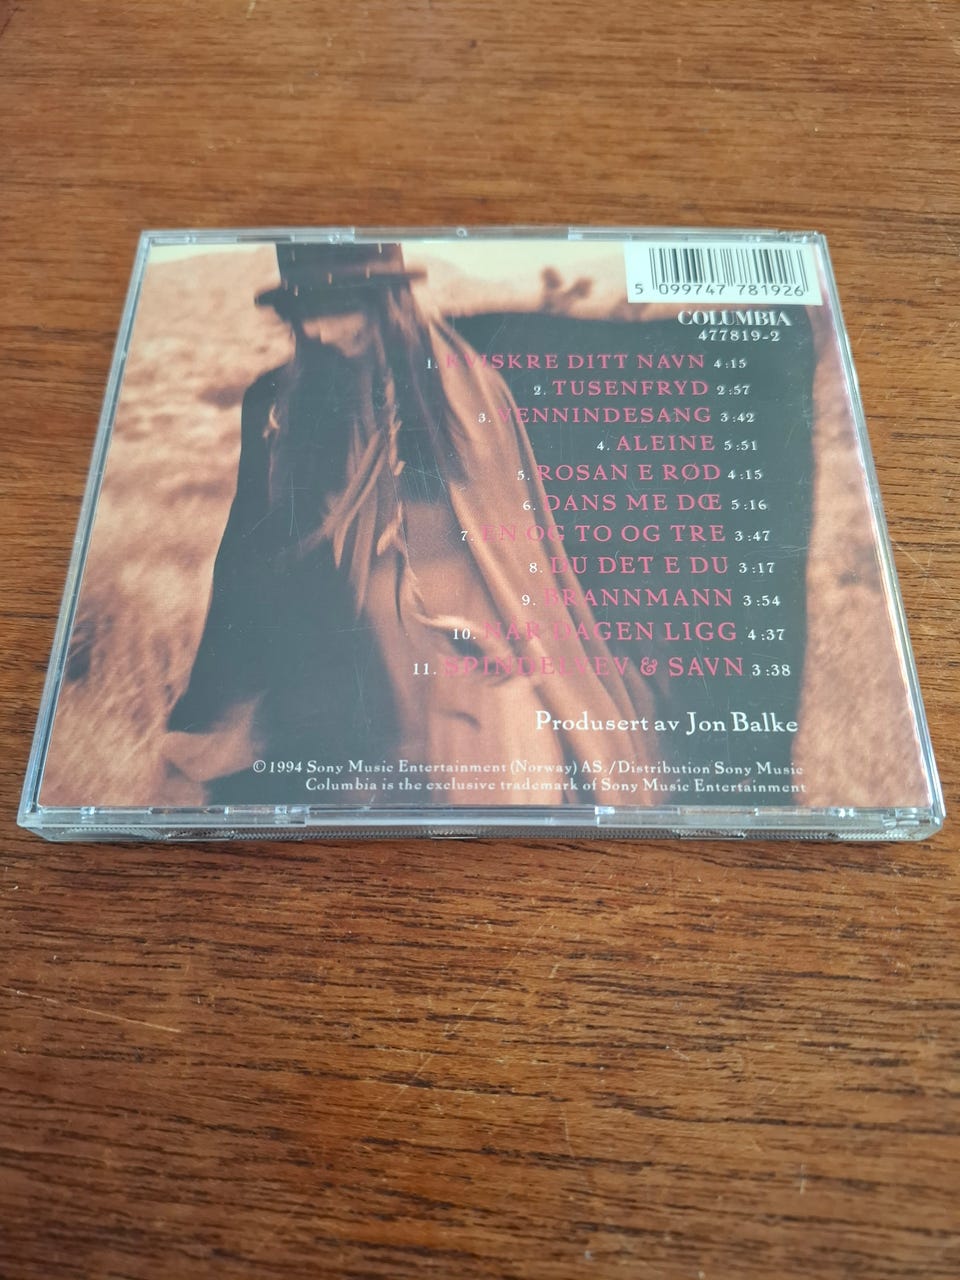 5 099747 781926
COLUMBIA
477819-2
1. KVISKRE DITT NAVN 4:15
2. TUSENFRYD 2:57
3. VENNINDESANG 3:42
4. ALEINE 5:51
5. ROSAN E RØD 4:15
6. DANS ME DŒ 5:16
7. EN OG TO OG TRE 3:47
8. DU DET E DU 3:17
9. BRANNMANN 3:54
10. NÅR DAGEN LIGG 4:37
11. SPINDELVEV & SAVN 3:38
Produsert av Jon Balke
©1994 Sony Music Entertainment (Norway) AS./Distribution Sony Music
Columbia is the exclusive trademark of Sony Music Entertainment